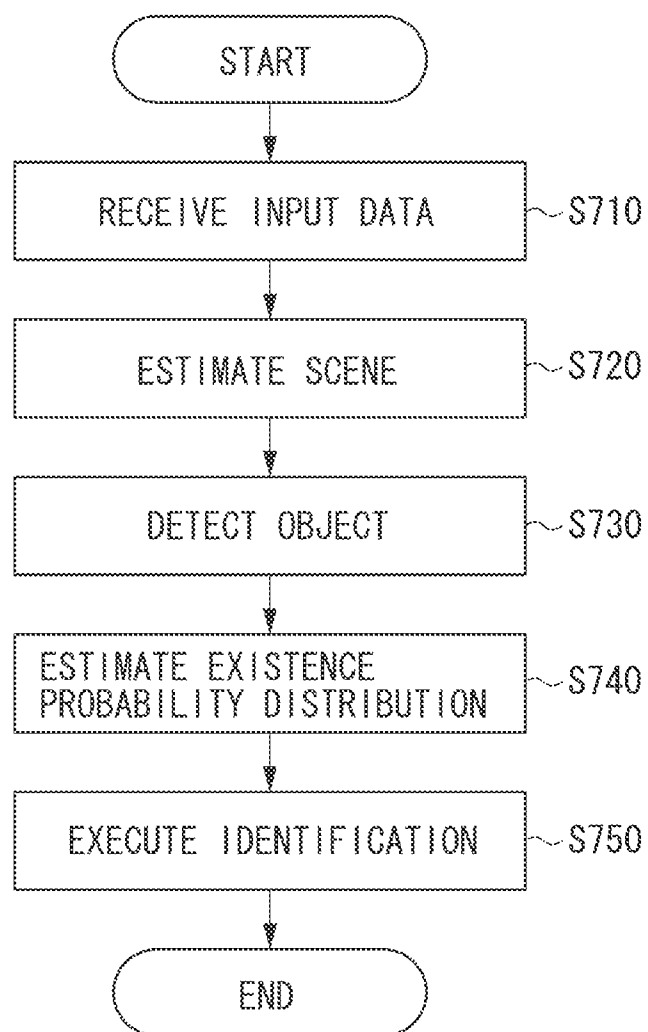 START
RECEIVE INPUT DATA S710
ESTIMATE SCENE S720
DETECT OBJECT S730
ESTIMATE EXISTENCE
PROBABILITY DISTRIBUTION S740
EXECUTE IDENTIFICATION S750
END